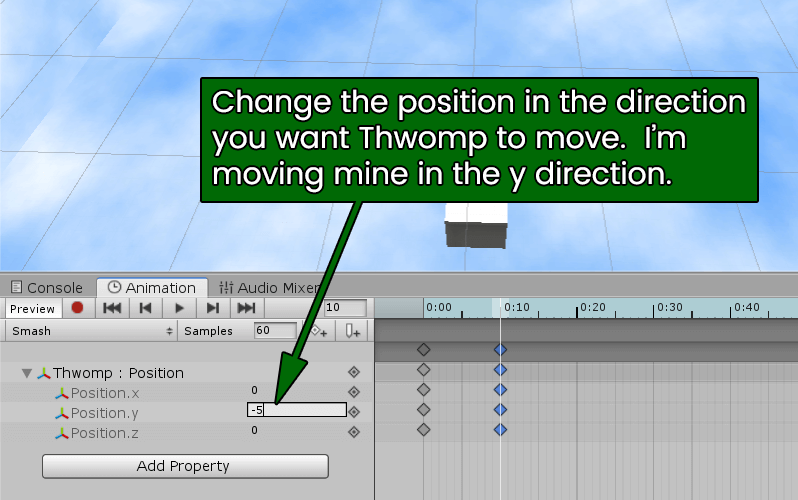 Change the position in the direction
you want Thwomp to move.  I'm
moving mine in the y direction.
Console Animation Audio Mixer
Preview 10 0:00 0:10 0:20 0:30 0:40
Smash Samples 60
Thwomp : Position
Position.x 0
Position.y -5
Position.z 0
Add Property